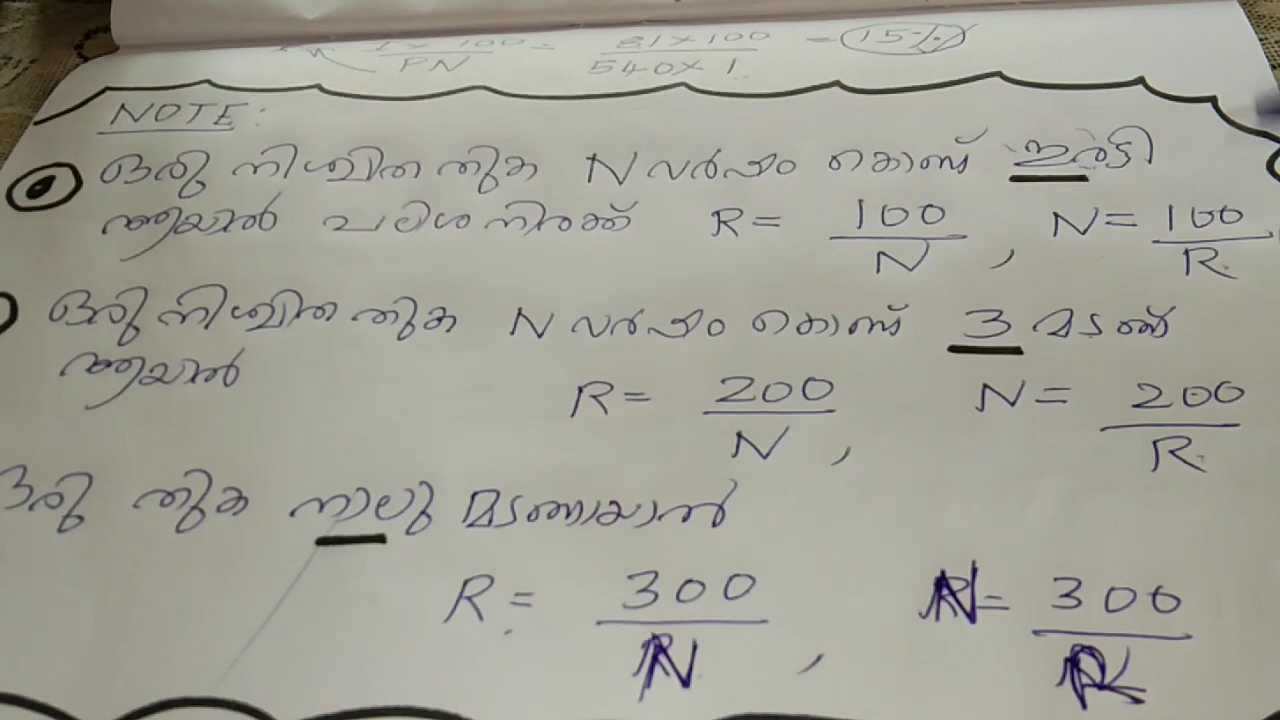 I × 100 / PN = 81 × 100 / 540 × 1 = 15%
NOTE:
ഒരു നിശ്ചിത തുക N വർഷം കൊണ്ട് ഇരട്ടി
ആയാൽ പലിശ നിരക്ക് R = 100 / N , N = 100 / R
ഒരു നിശ്ചിത തുക N വർഷം കൊണ്ട് 3 മടങ്ങ്
ആയാൽ
R = 200 / N , N = 200 / R
ഒരു തുക നാലു മടങ്ങായാൽ
R = 300 / N , N = 300 / R